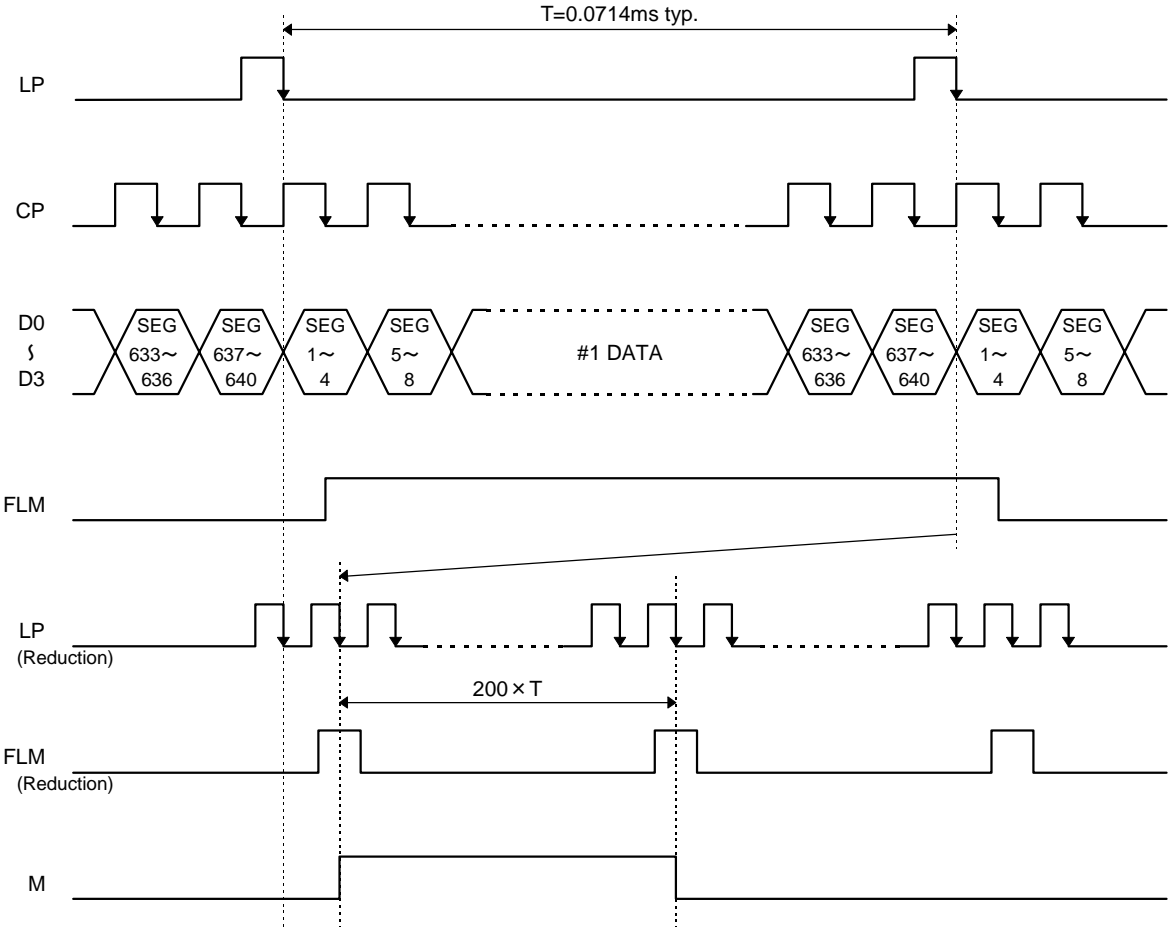 T=0.0714ms typ.
LP
CP
D0
⟆
D3
SEG
633～
636
SEG
637～
640
SEG
1～
4
SEG
5～
8
#1 DATA
SEG
633～
636
SEG
637～
640
SEG
1～
4
SEG
5～
8
FLM
LP
(Reduction)
200×T
FLM
(Reduction)
M